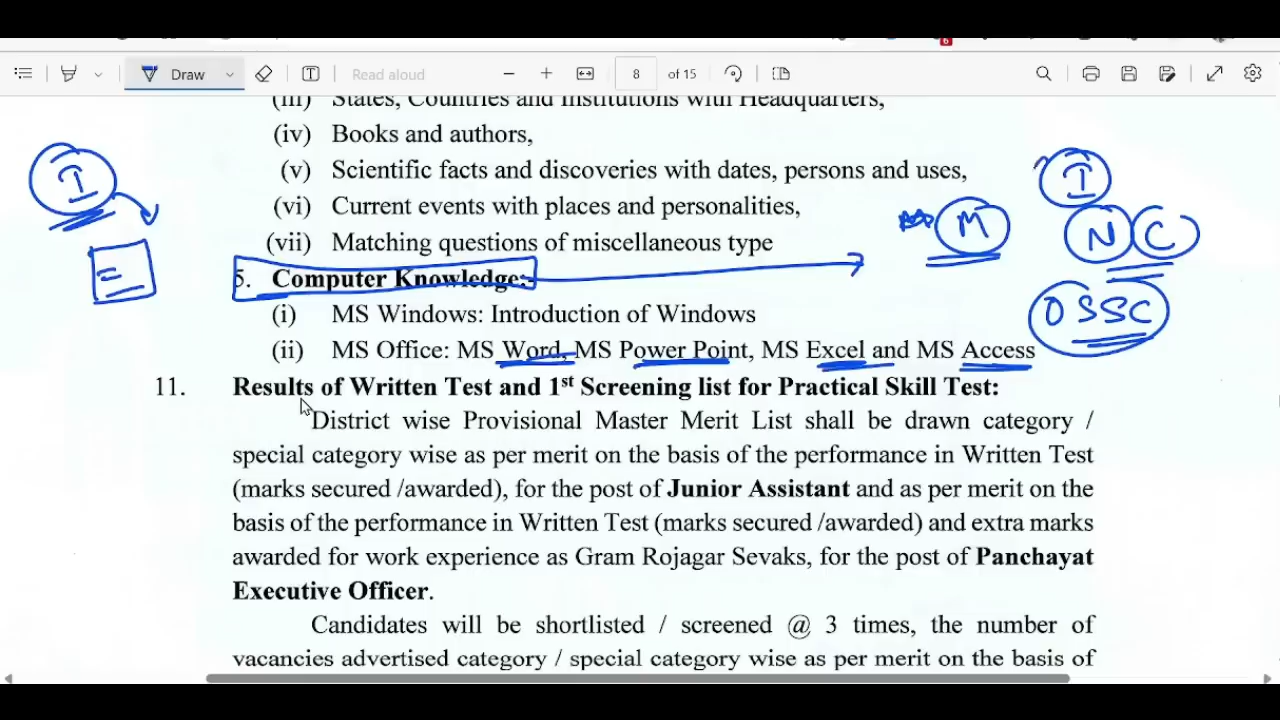 6
Draw
Read aloud
8
of 15
(iii) States, Countries and Institutions with Headquarters,
(iv) Books and authors,
(v) Scientific facts and discoveries with dates, persons and uses,
(vi) Current events with places and personalities,
(vii) Matching questions of miscellaneous type
5. Computer Knowledge:
(i) MS Windows: Introduction of Windows
(ii) MS Office: MS Word, MS Power Point, MS Excel and MS Access
I
M
I
N C
OSSC
11. Results of Written Test and 1st Screening list for Practical Skill Test:
District wise Provisional Master Merit List shall be drawn category /
special category wise as per merit on the basis of the performance in Written Test
(marks secured /awarded), for the post of Junior Assistant and as per merit on the
basis of the performance in Written Test (marks secured /awarded) and extra marks
awarded for work experience as Gram Rojagar Sevaks, for the post of Panchayat
Executive Officer.
Candidates will be shortlisted / screened @ 3 times, the number of
vacancies advertised category / special category wise as per merit on the basis of